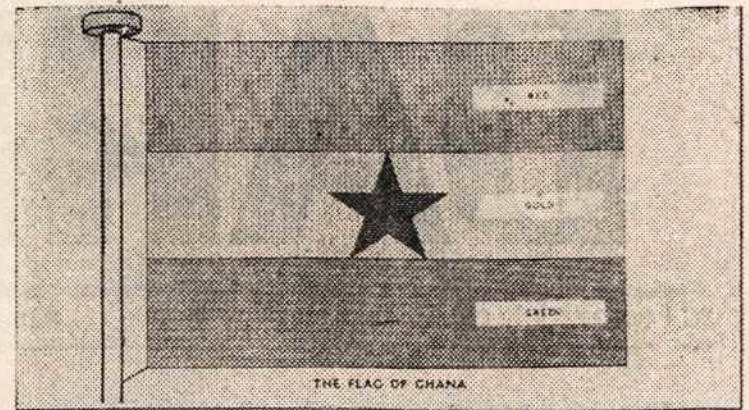 RED
GOLD
GREEN
THE FLAG OF GHANA